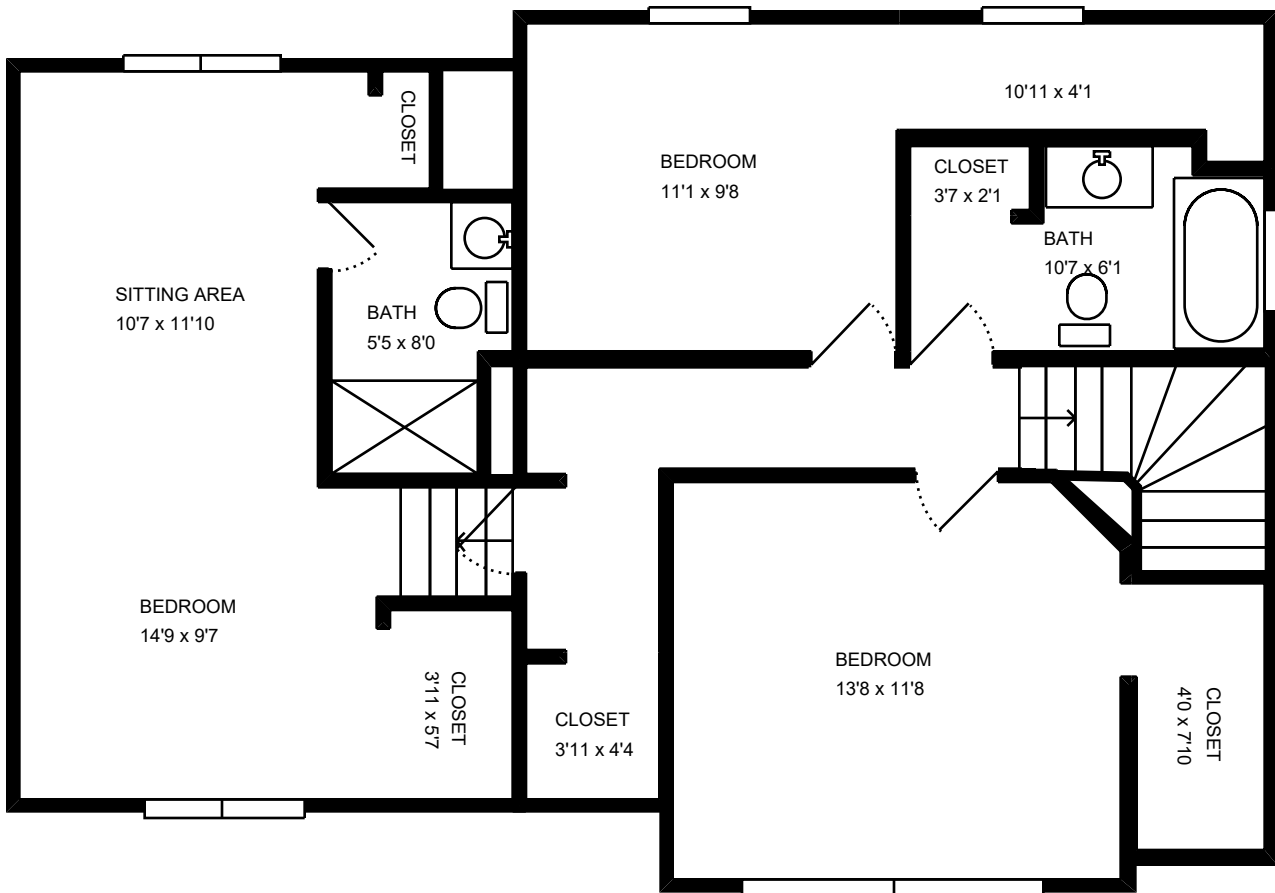 CLOSET
10'11 x 4'1
BEDROOM
11'1 x 9'8
CLOSET
3'7 x 2'1
BATH
10'7 x 6'1
SITTING AREA
10'7 x 11'10
BATH
5'5 x 8'0
BEDROOM
14'9 x 9'7
CLOSET
3'11 x 5'7
CLOSET
3'11 x 4'4
BEDROOM
13'8 x 11'8
CLOSET
4'0 x 7'10